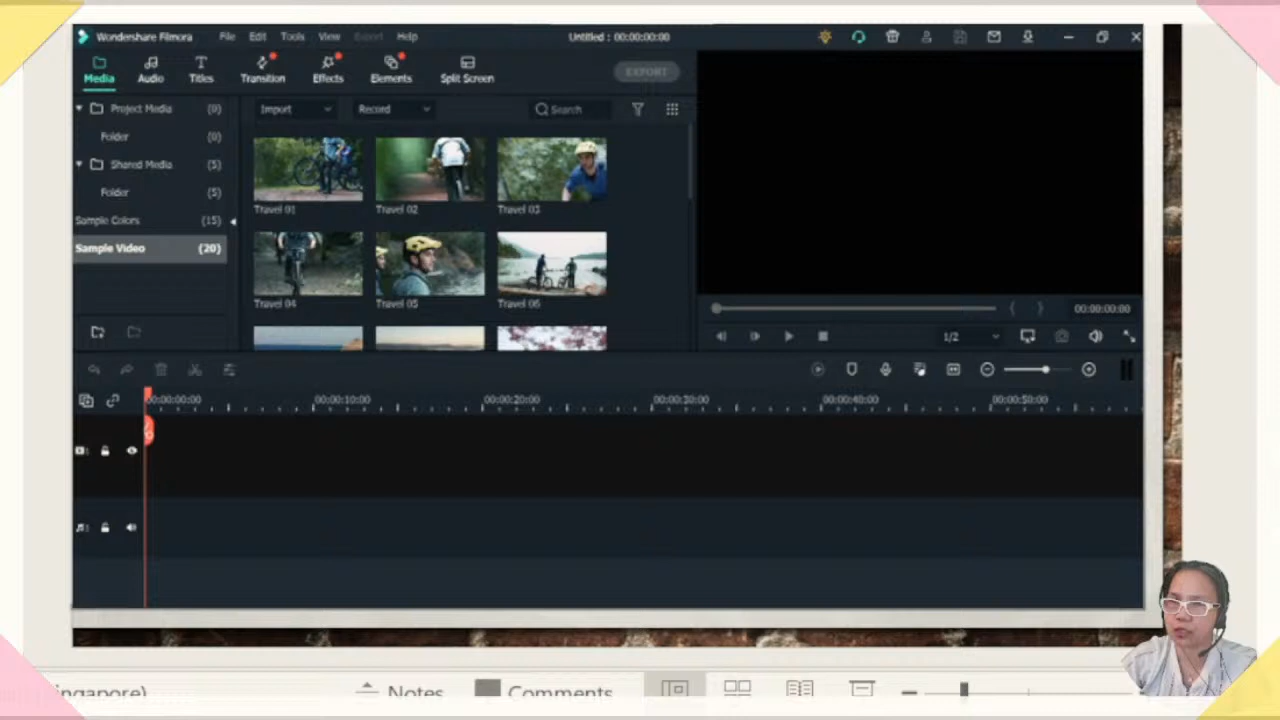 Wondershare Filmora File Edit Tools View Export Help Untitled : 00:00:00:00
Media Audio Titles Transition Effects Elements Split Screen EXPORT
Project Media (0) Import Record Search
Folder (0)
Shared Media (5)
Folder (5)
Sample Colors (15)
Sample Video (20)
Travel 01 Travel 02 Travel 03
Travel 04 Travel 05 Travel 06
00:00:00:00
1/2
00:00:00:00 00:00:10:00 00:00:20:00 00:00:30:00 00:00:40:00 00:00:50:00
1
1
ingapore) Notes Comments